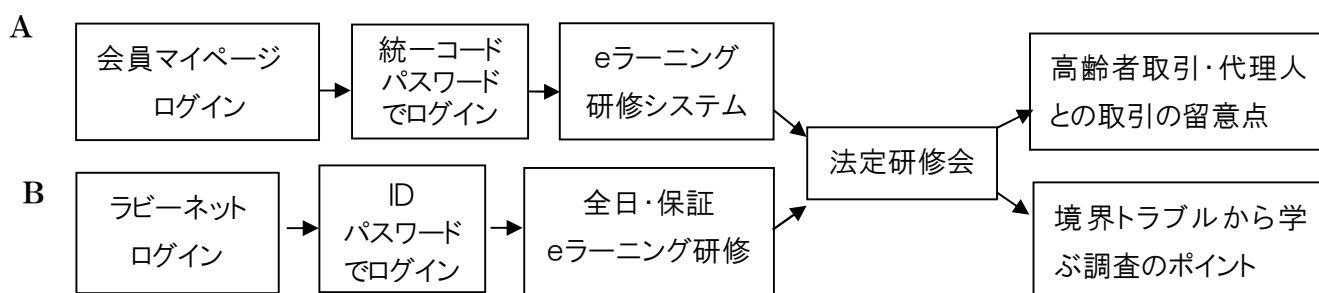 A
会員マイページ
ログイン
統一コード
パスワード
でログイン
eラーニング
研修システム
法定研修会
高齢者取引・代理人
との取引の留意点
B
ラビーネット
ログイン
ID
パスワード
でログイン
全日・保証
eラーニング研修
境界トラブルから学
ぶ調査のポイント